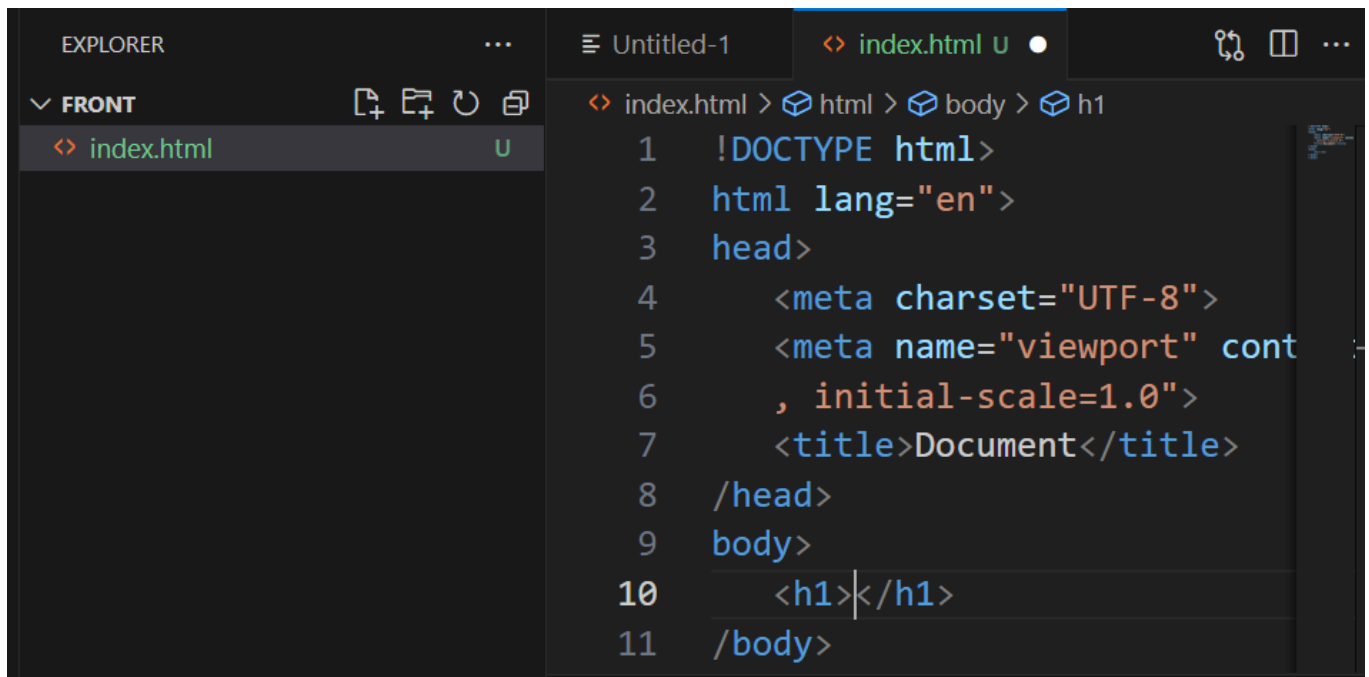 EXPLORER ...
FRONT
index.html U
Untitled-1 index.html U ...
index.html > html > body > h1
1 !DOCTYPE html>
2 html lang="en">
3 head>
4 <meta charset="UTF-8">
5 <meta name="viewport" cont
6 , initial-scale=1.0">
7 <title>Document</title>
8 /head>
9 body>
10 <h1></h1>
11 /body>